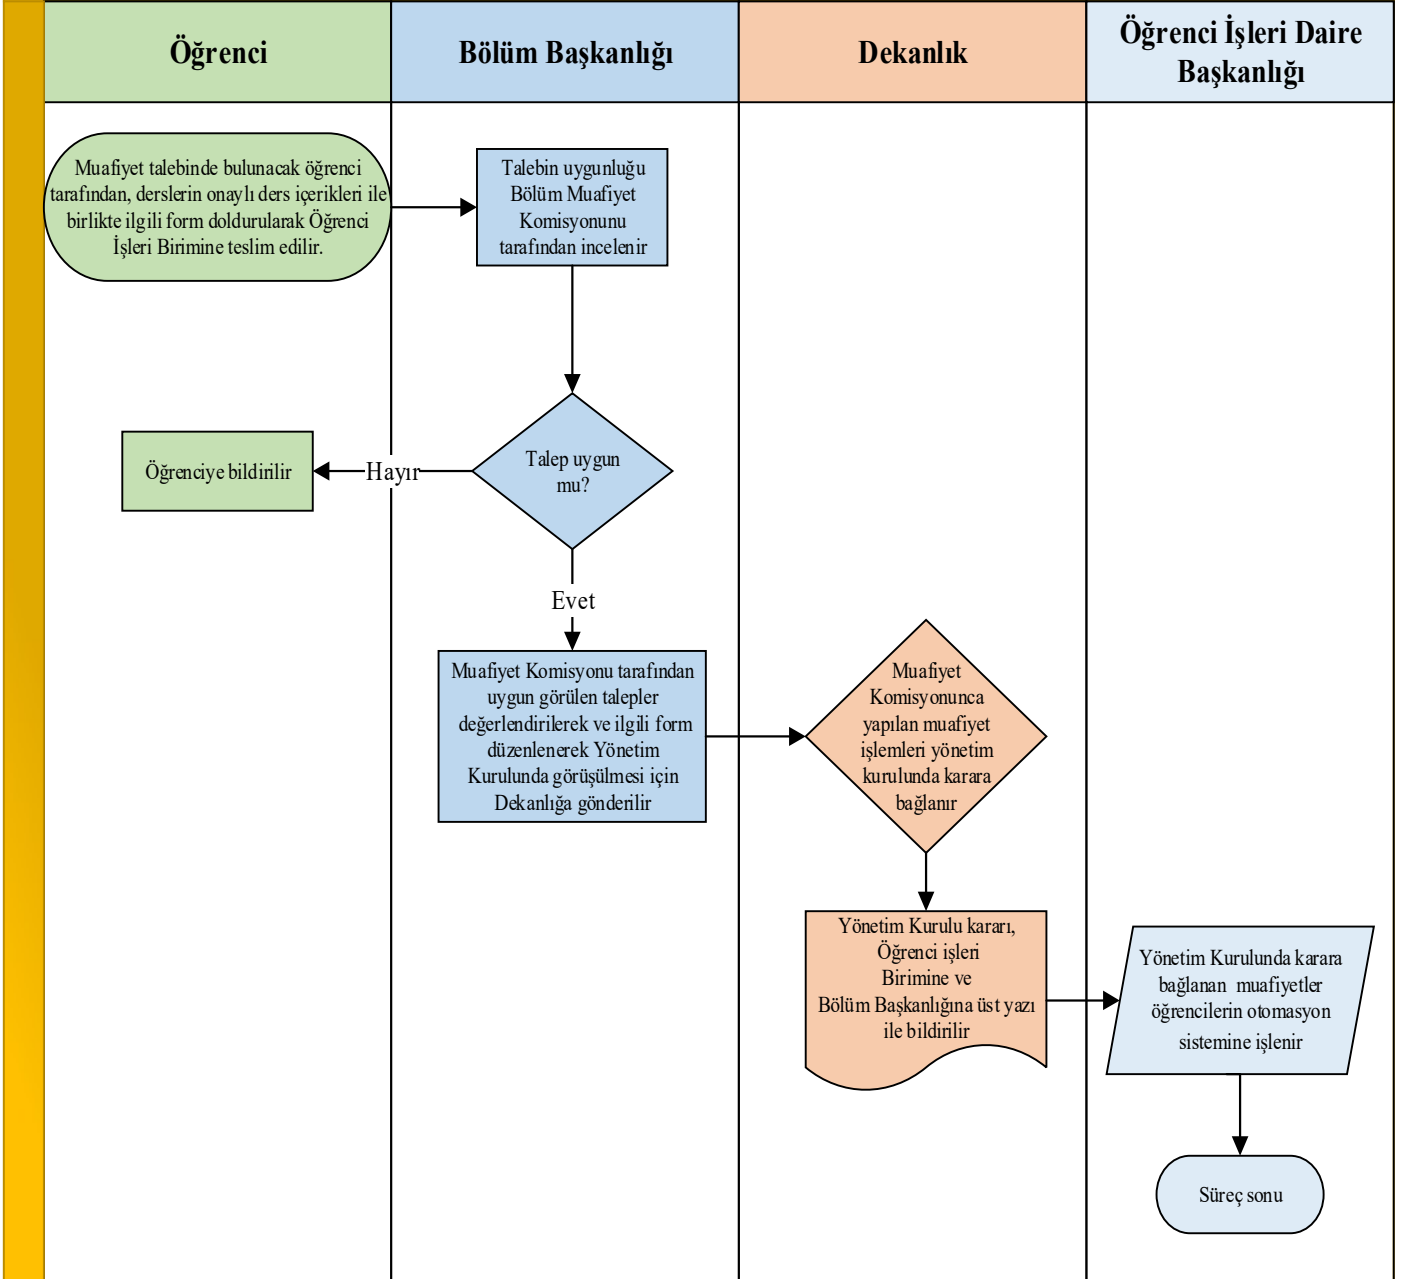 Öğrenci
Bölüm Başkanlığı
Dekanlık
Öğrenci İşleri Daire
Başkanlığı
Muafiyet talebinde bulunacak öğrenci
tarafından, derslerin onaylı ders içerikleri ile
birlikte ilgili form doldurularak Öğrenci
İşleri Birimine teslim edilir.
Talebin uygunluğu
Bölüm Muafiyet
Komisyonunu
tarafından incelenir
Talep uygun
mu?
Hayır
Öğrenciye bildirilir
Evet
Muafiyet Komisyonu tarafından
uygun görülen talepler
değerlendirilerek ve ilgili form
düzenlenerek Yönetim
Kurulunda görüşülmesi için
Dekanlığa gönderilir
Muafiyet
Komisyonunca
yapılan muafiyet
işlemleri yönetim
kurulunda karara
bağlanır
Yönetim Kurulu kararı,
Öğrenci işleri
Birimine ve
Bölüm Başkanlığına üst yazı
ile bildirilir
Yönetim Kurulunda karara
bağlanan muafiyetler
öğrencilerin otomasyon
sistemine işlenir
Süreç sonu